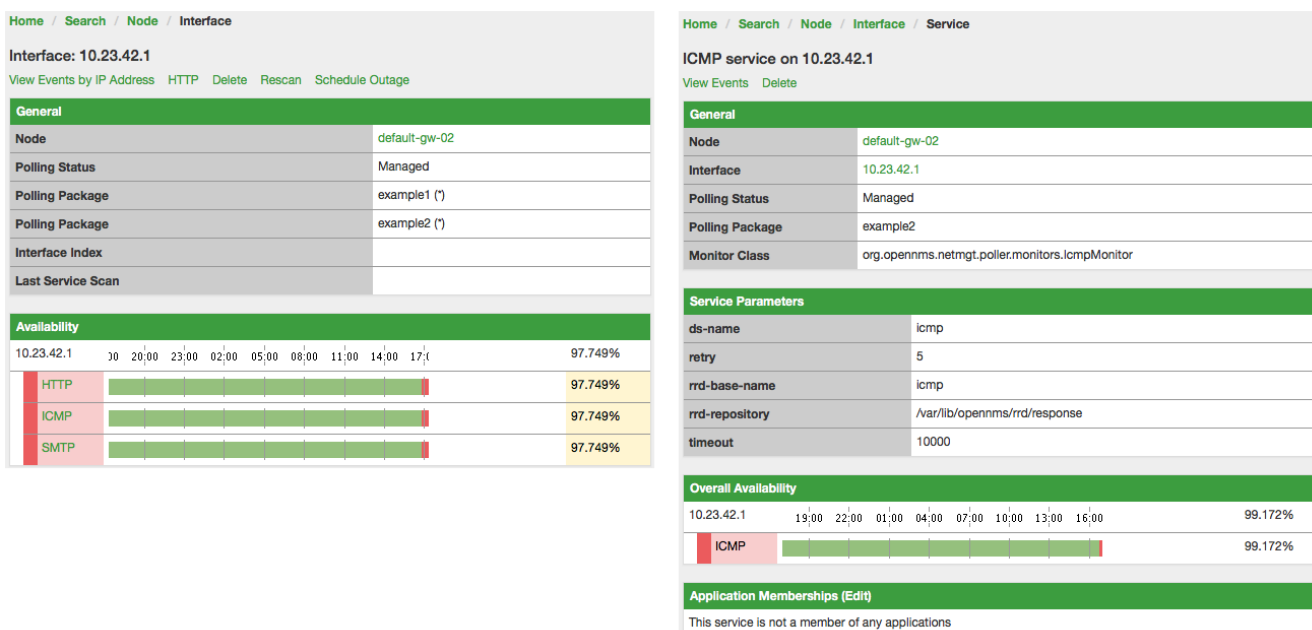 Home / Search / Node / Interface
Interface: 10.23.42.1
View Events by IP Address HTTP Delete Rescan Schedule Outage
General
Node default-gw-02
Polling Status Managed
Polling Package example1 (*)
Polling Package example2 (*)
Interface Index
Last Service Scan
Availability
10.23.42.1 00 20:00 23:00 02:00 05:00 08:00 11:00 14:00 17:( 97.749%
HTTP 97.749%
ICMP 97.749%
SMTP 97.749%
Home / Search / Node / Interface / Service
ICMP service on 10.23.42.1
View Events Delete
General
Node default-gw-02
Interface 10.23.42.1
Polling Status Managed
Polling Package example2
Monitor Class org.opennms.netmgt.poller.monitors.IcmpMonitor
Service Parameters
ds-name icmp
retry 5
rrd-base-name icmp
rrd-repository /var/lib/opennms/rrd/response
timeout 10000
Overall Availability
10.23.42.1 19:00 22:00 01:00 04:00 07:00 10:00 13:00 16:00 99.172%
ICMP 99.172%
Application Memberships (Edit)
This service is not a member of any applications